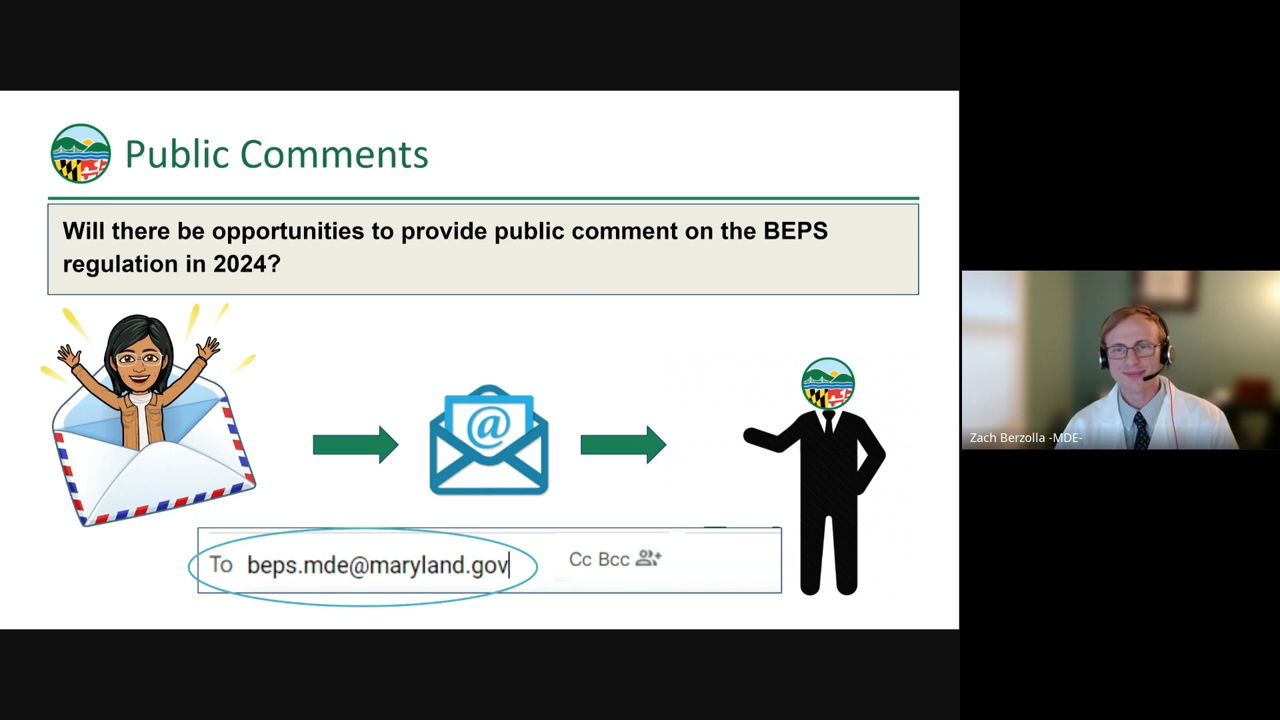 Public Comments
Will there be opportunities to provide public comment on the BEPS
regulation in 2024?
@
To beps.mde@maryland.gov Cc Bcc
Zach Berzolla -MDE-